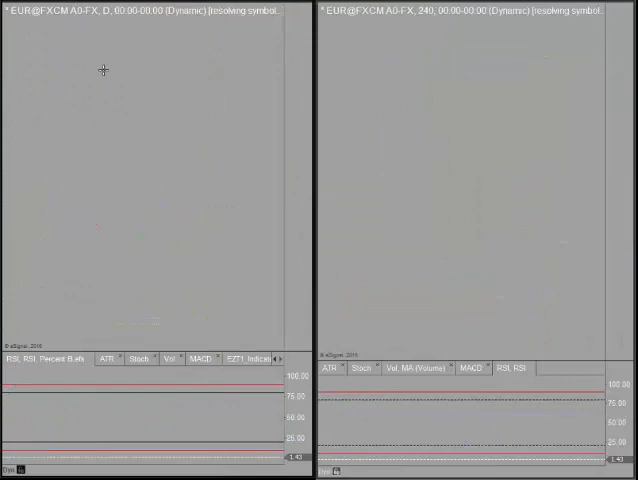 * EUR@FXCM A0-FX, D, 00:00-00:00 (Dynamic) [resolving symbol...
© eSignal, 2016
RSI, RSI, Percent B.efs
ATR
Stoch
Vol
MACD
EZT1_Indicat
100.00
75.00
50.00
25.00
1.43
Dyn
* EUR@FXCM A0-FX, 240, 00:00-00:00 (Dynamic) [resolving symbol...
© eSignal, 2016
ATR
Stoch
Vol, MA (Volume)
MACD
RSI, RSI
100.00
75.00
50.00
25.00
1.43
Dyn